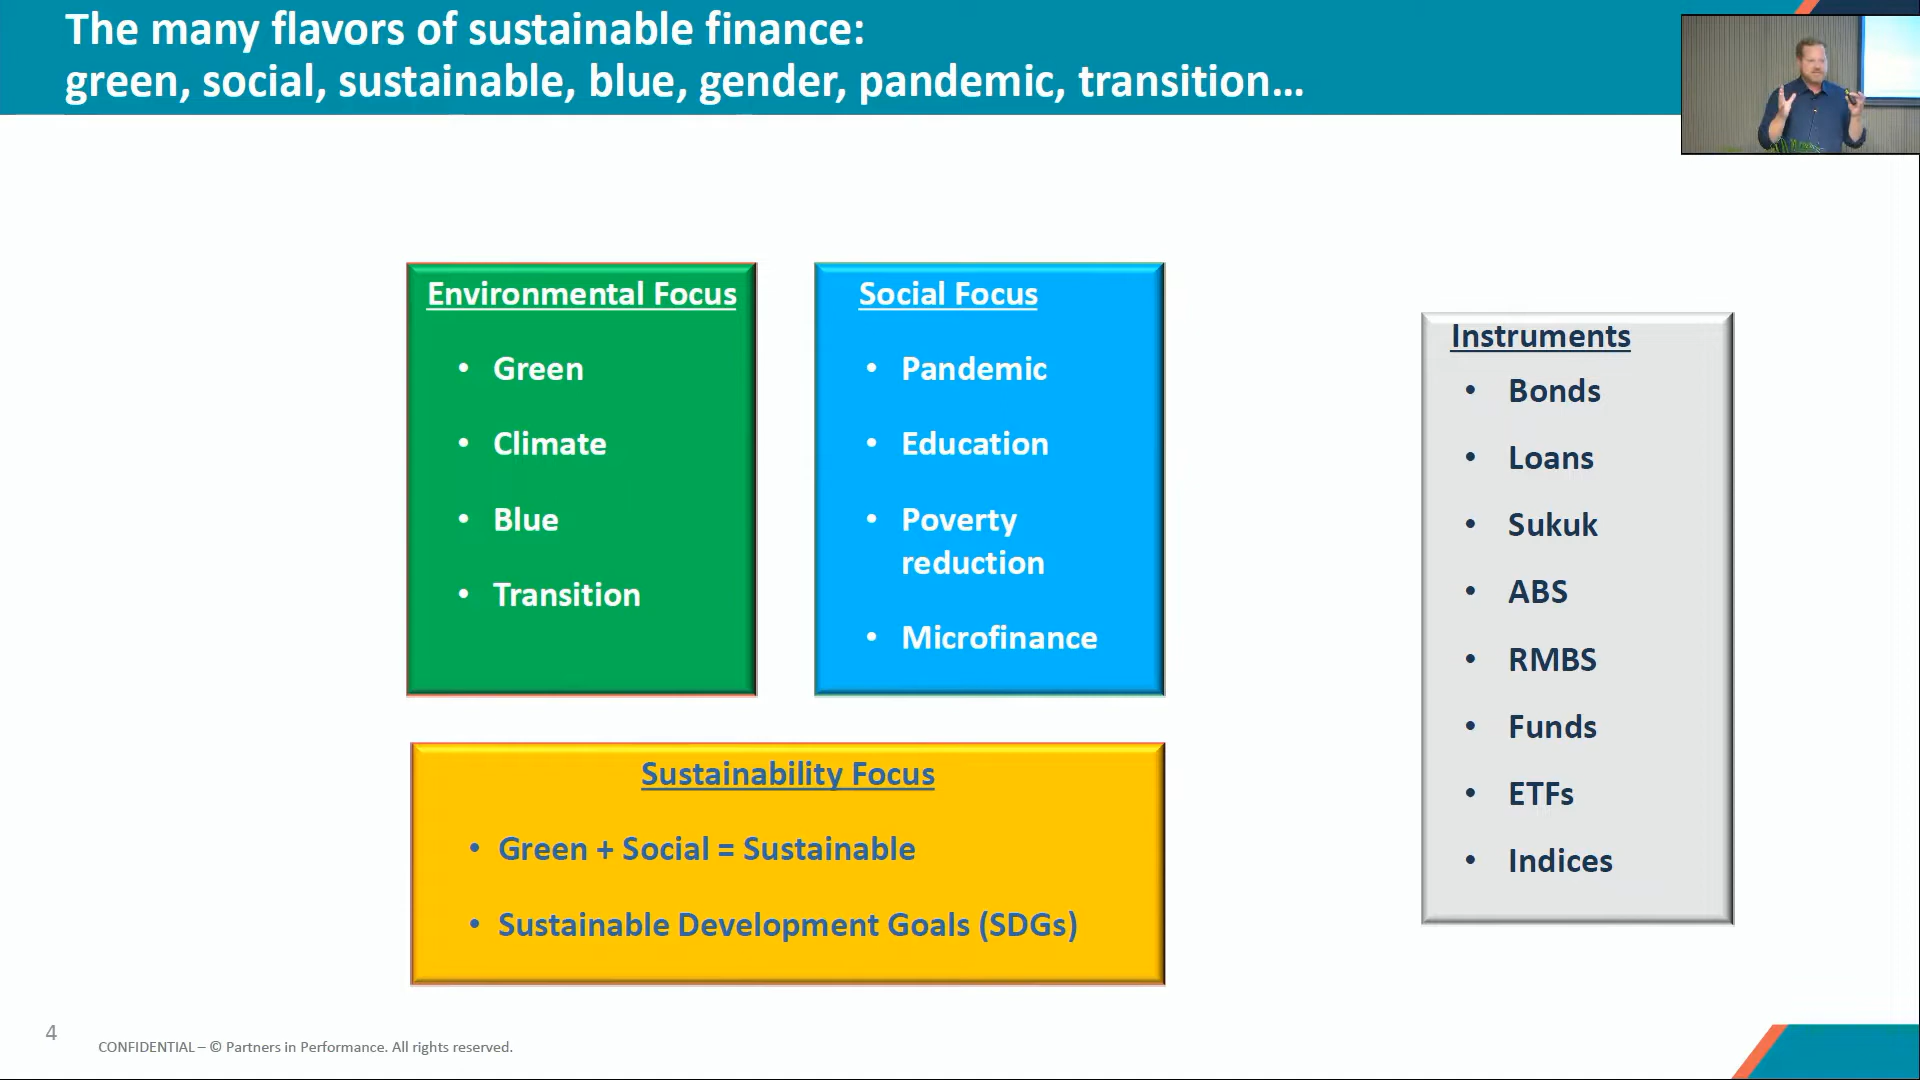 The many flavors of sustainable finance:
green, social, sustainable, blue, gender, pandemic, transition...
Environmental Focus
• Green
• Climate
• Blue
• Transition
Social Focus
• Pandemic
• Education
• Poverty
reduction
• Microfinance
Instruments
• Bonds
• Loans
• Sukuk
• ABS
• RMBS
• Funds
• ETFs
• Indices
Sustainability Focus
• Green + Social = Sustainable
• Sustainable Development Goals (SDGs)
4
CONFIDENTIAL – © Partners in Performance. All rights reserved.